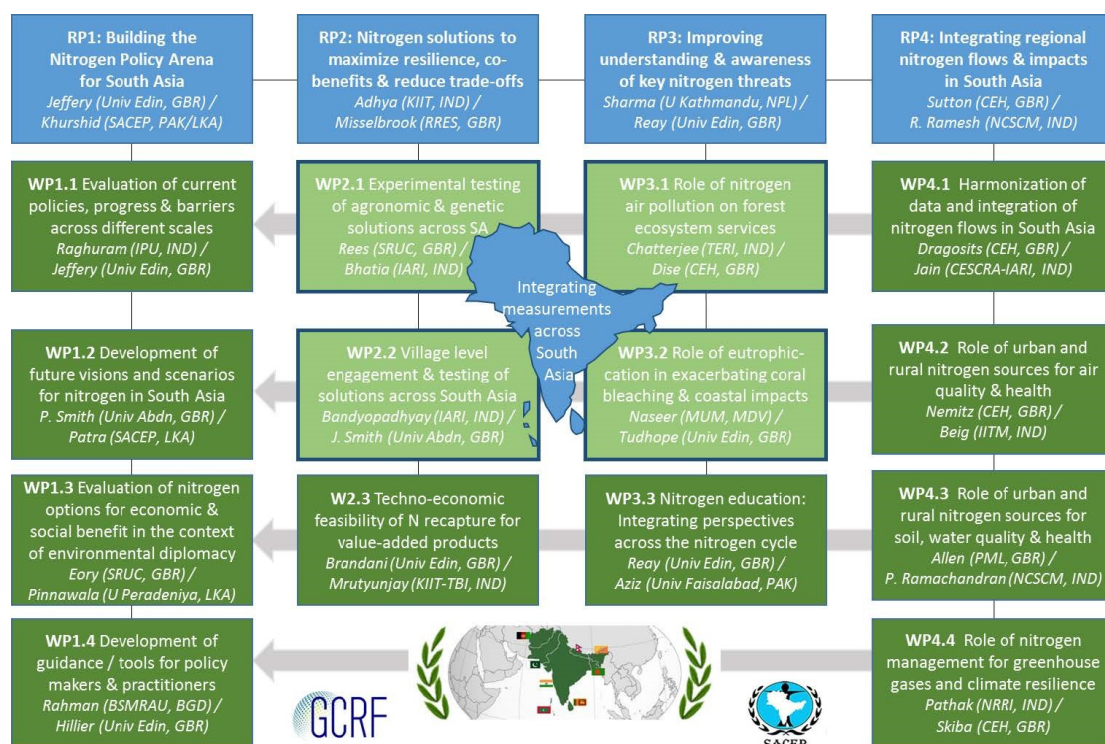 RP1: Building the
Nitrogen Policy Arena
for South Asia
Jeffery (Univ Edin, GBR) /
Khurshid (SACEP, PAK/LKA)
RP2: Nitrogen solutions to
maximize resilience, co-
benefits & reduce trade-offs
Adhya (KIIT, IND) /
Misselbrook (RRES, GBR)
RP3: Improving
understanding & awareness
of key nitrogen threats
Sharma (U Kathmandu, NPL) /
Reay (Univ Edin, GBR)
RP4: Integrating regional
nitrogen flows & impacts
in South Asia
Sutton (CEH, GBR) /
R. Ramesh (NCSCM, IND)
WP1.1 Evaluation of current
policies, progress & barriers
across different scales
Raghuram (IPU, IND) /
Jeffery (Univ Edin, GBR)
WP2.1 Experimental testing
of agronomic & genetic
solutions across SA
Rees (SRUC, GBR) /
Bhatia (IARI, IND)
WP3.1 Role of nitrogen
air pollution on forest
ecosystem services
Chatterjee (TERI, IND) /
Dise (CEH, GBR)
WP4.1 Harmonization of
data and integration of
nitrogen flows in South Asia
Dragosits (CEH, GBR) /
Jain (CESCRA-IARI, IND)
Integrating
measurements
across
South
Asia
WP1.2 Development of
future visions and scenarios
for nitrogen in South Asia
P. Smith (Univ Abdn, GBR) /
Patra (SACEP, LKA)
WP2.2 Village level
engagement & testing of
solutions across South Asia
Bandyopadhyay (IARI, IND) /
J. Smith (Univ Abdn, GBR)
WP3.2 Role of eutrophic-
cation in exacerbating coral
bleaching & coastal impacts
Naseer (MUM, MDV) /
Tudhope (Univ Edin, GBR)
WP4.2 Role of urban and
rural nitrogen sources for air
quality & health
Nemitz (CEH, GBR) /
Beig (IITM, IND)
WP1.3 Evaluation of nitrogen
options for economic &
social benefit in the context
of environmental diplomacy
Eory (SRUC, GBR) /
Pinnawala (U Peradeniya, LKA)
W2.3 Techno-economic
feasibility of N recapture for
value-added products
Brandani (Univ Edin, GBR) /
Mrutyunjay (KIIT-TBI, IND)
WP3.3 Nitrogen education:
Integrating perspectives
across the nitrogen cycle
Reay (Univ Edin, GBR) /
Aziz (Univ Faisalabad, PAK)
WP4.3 Role of urban and
rural nitrogen sources for
soil, water quality & health
Allen (PML, GBR) /
P. Ramachandran (NCSCM, IND)
WP1.4 Development of
guidance / tools for policy
makers & practitioners
Rahman (BSMRAU, BGD) /
Hillier (Univ Edin, GBR)
GCRF
SACEP
WP4.4 Role of nitrogen
management for greenhouse
gases and climate resilience
Pathak (NRRI, IND) /
Skiba (CEH, GBR)